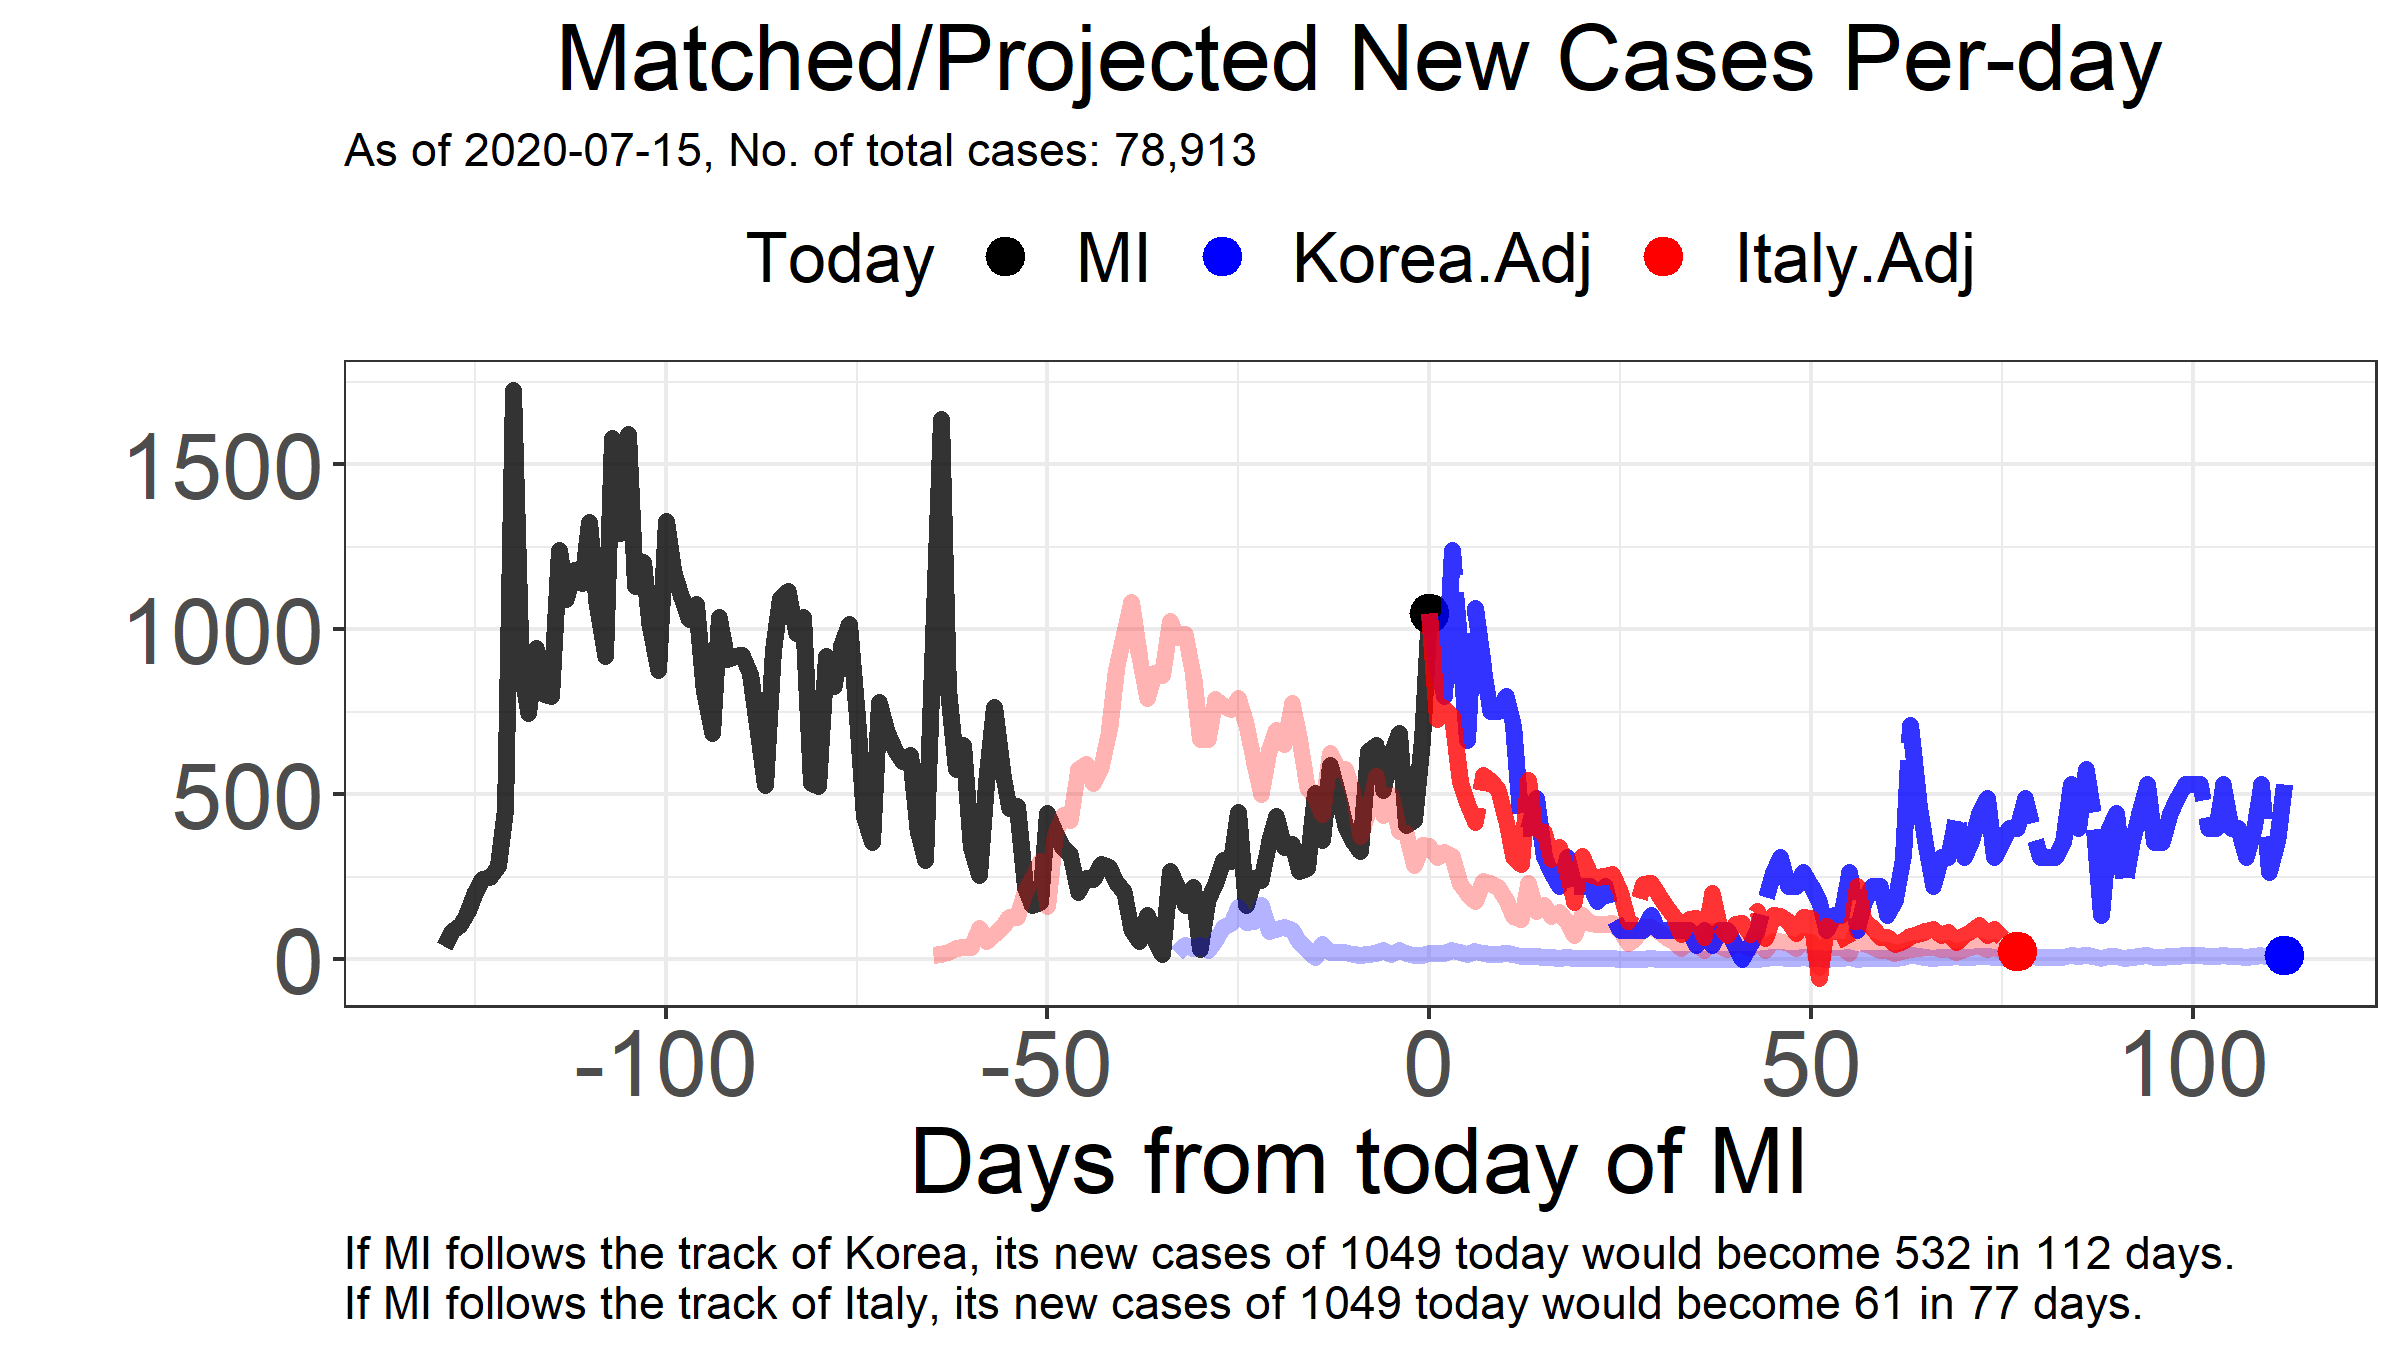 Matched/Projected New Cases Per-day
As of 2020-07-15, No. of total cases: 78,913
Today MI Korea.Adj Italy.Adj
1500
1000
500
0
-100 -50 0 50 100
Days from today of MI
If MI follows the track of Korea, its new cases of 1049 today would become 532 in 112 days.
If MI follows the track of Italy, its new cases of 1049 today would become 61 in 77 days.